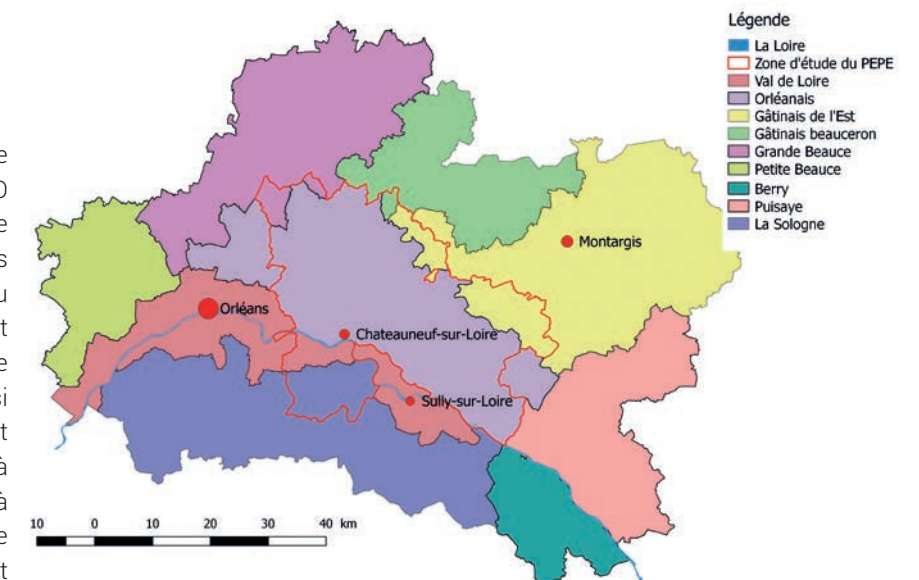 e
O
e
s
u
t
e
si
t
à
à
e
t
Légende
La Loire
Zone d'étude du PEPE
Val de Loire
Orléanais
Gâtinais de l'Est
Gâtinais beauceron
Grande Beauce
Petite Beauce
Berry
Puisaye
La Sologne
Montargis
Orléans
Chateauneuf-sur-Loire
Sully-sur-Loire
10 0 10 20 30 40 km